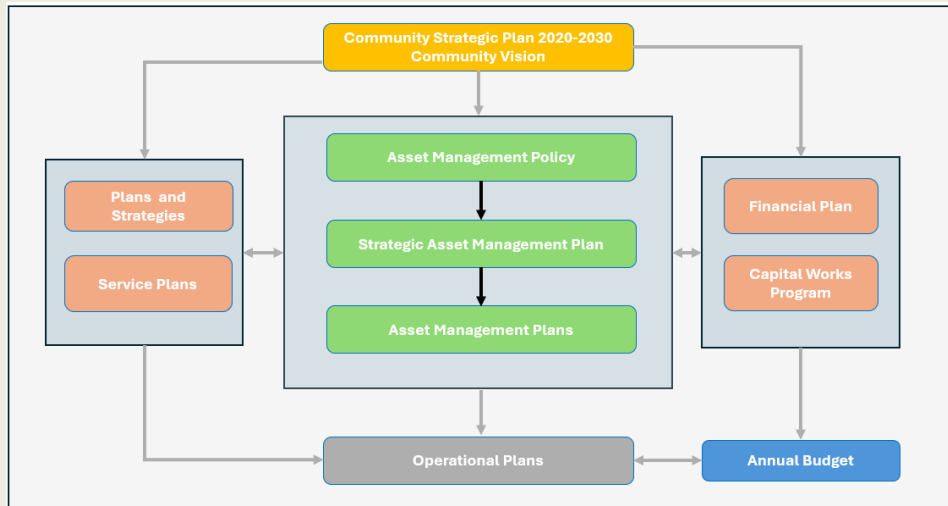 Community Strategic Plan 2020-2030
Community Vision
Asset Management Policy
Plans and
Strategies
Financial Plan
Strategic Asset Management Plan
Service Plans
Capital Works
Program
Asset Management Plans
Operational Plans
Annual Budget